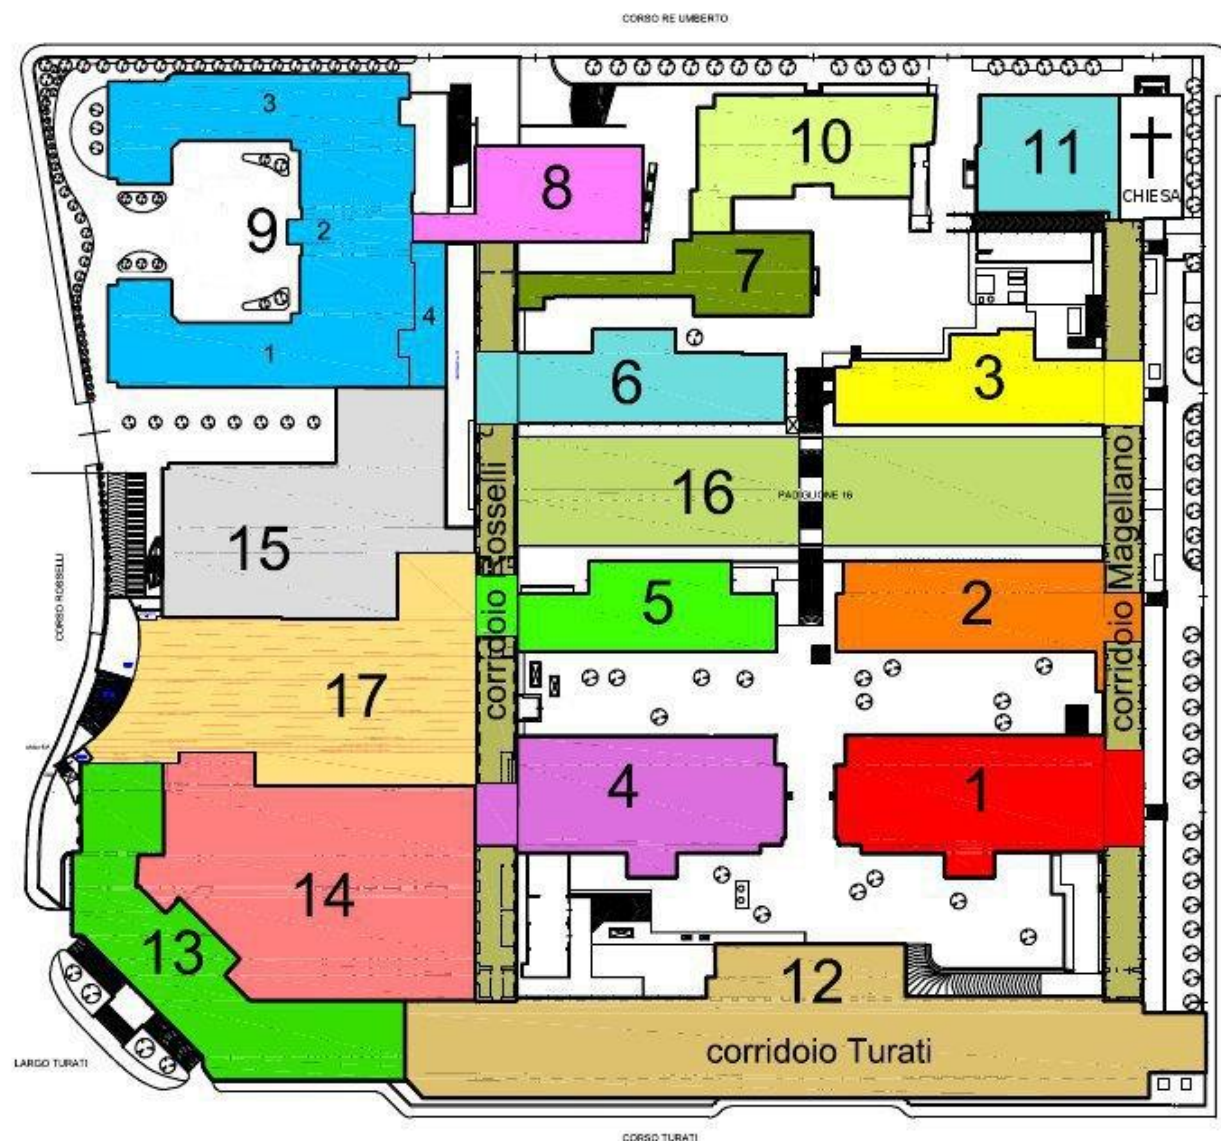 CORSO RE UMBERTO
3
10
11
CHIESA
8
9
2
7
4
1
6
3
corridoio Rosselli
corridoio Magellano
16
PADIGLIONE 16
15
5
2
CORSO ROSSELLI
17
4
1
14
13
12
corridoio Turati
LARGO TURATI
CORSO TURATI